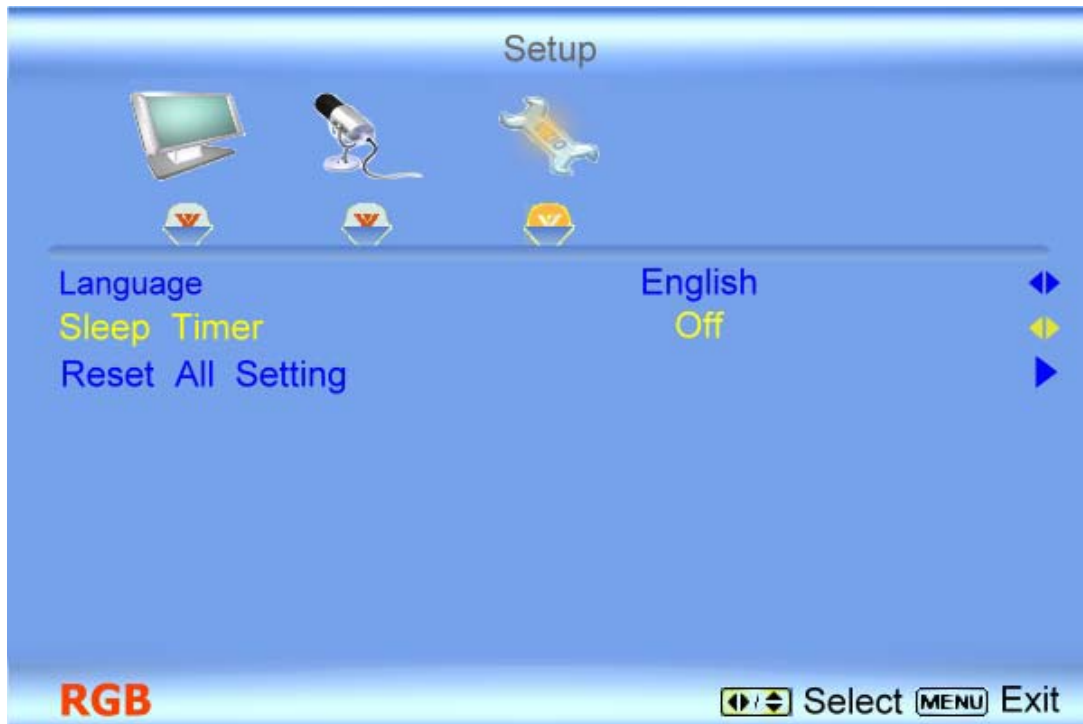 Setup
Language English
Sleep Timer Off
Reset All Setting
RGB Select MENU Exit